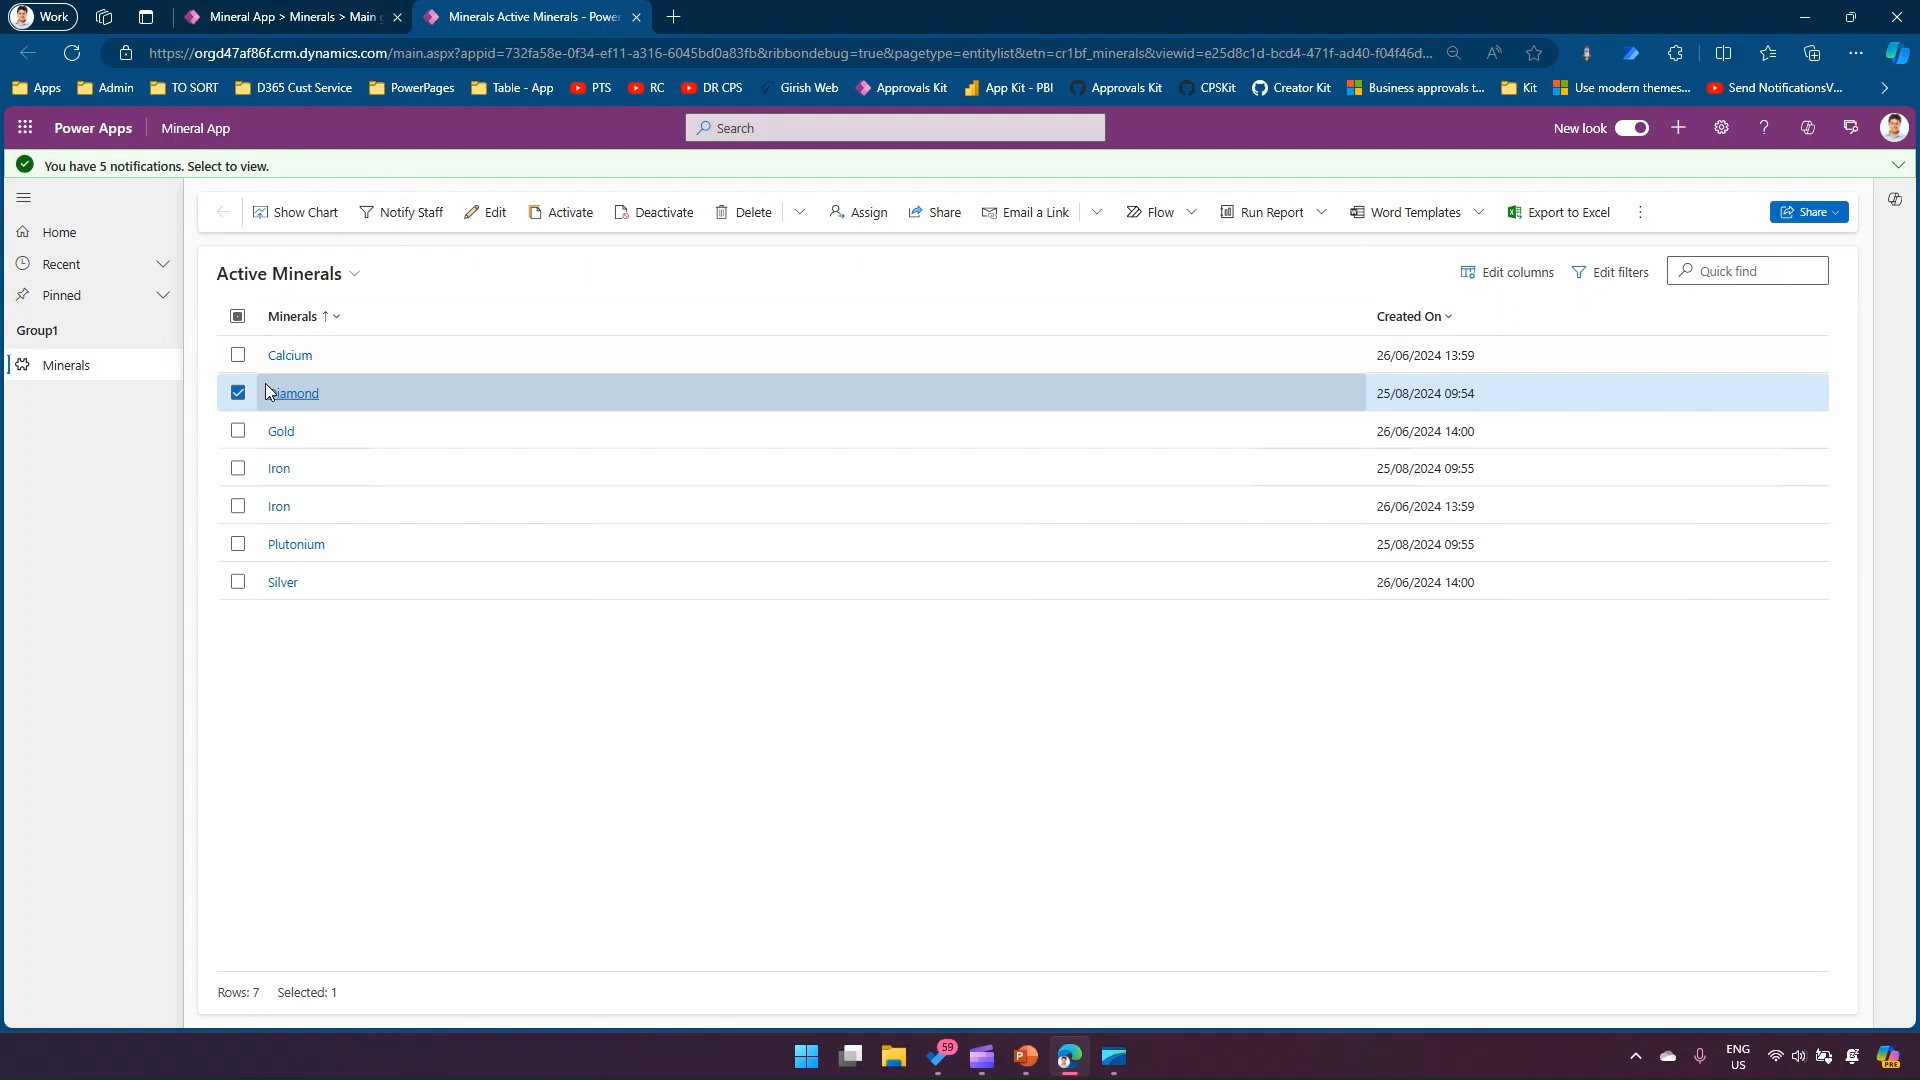 Work
Mineral App > Minerals > Main
Minerals Active Minerals - Power
https://orgd47af86f.crm.dynamics.com/main.aspx?appid=732fa58e-0f34-ef11-a316-6045bd0a83fb&ribbondebug=true&pagetype=entitylist&etn=cr1bf_minerals&viewid=e25d8c1d-bcd4-471f-ad40-f04f46d...
Apps
Admin
TO SORT
D365 Cust Service
PowerPages
Table - App
PTS
RC
DR CPS
Girish Web
Approvals Kit
App Kit - PBI
Approvals Kit
CPSKit
Creator Kit
Business approvals t...
Kit
Use modern themes...
Send NotificationsV...
Power Apps
Mineral App
Search
New look
You have 5 notifications. Select to view.
Show Chart
Notify Staff
Edit
Activate
Deactivate
Delete
Assign
Share
Email a Link
Flow
Run Report
Word Templates
Export to Excel
Share
Home
Recent
Pinned
Group1
Minerals
Active Minerals
Edit columns
Edit filters
Quick find
Minerals ↑
Created On
Calcium 26/06/2024 13:59
Diamond 25/08/2024 09:54
Gold 26/06/2024 14:00
Iron 25/08/2024 09:55
Iron 26/06/2024 13:59
Plutonium 25/08/2024 09:55
Silver 26/06/2024 14:00
Rows: 7 Selected: 1
59
ENG
US
PRE